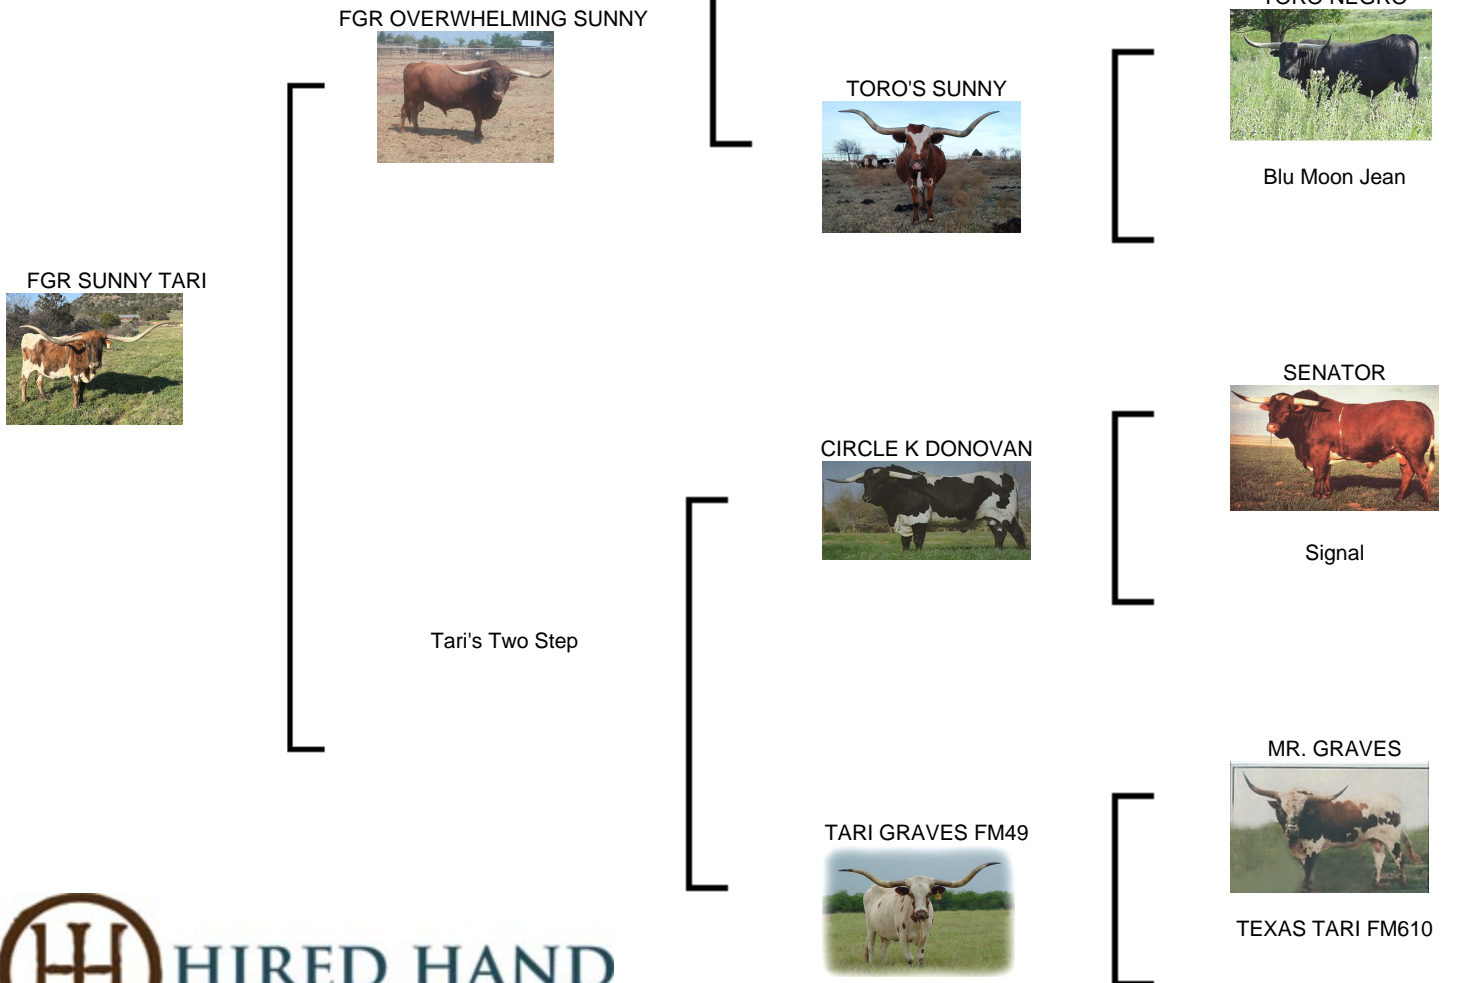 FGR OVERWHELMING SUNNY
TORO'S SUNNY
Blu Moon Jean
FGR SUNNY TARI
SENATOR
CIRCLE K DONOVAN
Signal
Tari's Two Step
MR. GRAVES
TARI GRAVES FM49
TEXAS TARI FM610
HIRED HAND